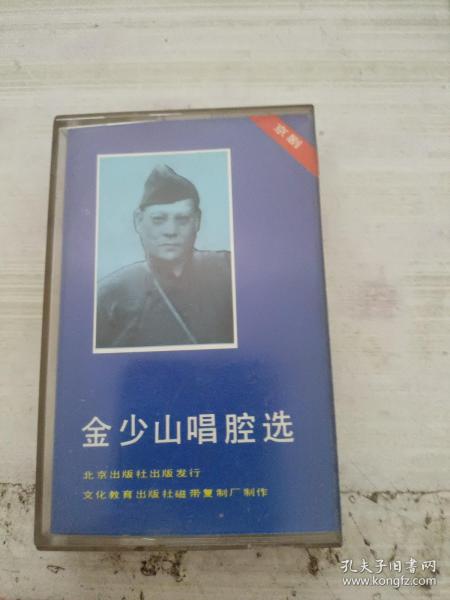 京剧
金少山唱腔选
北京出版社出版发行
文化教育出版社磁带复制厂制作
孔夫子旧书网
www.kongfz.com